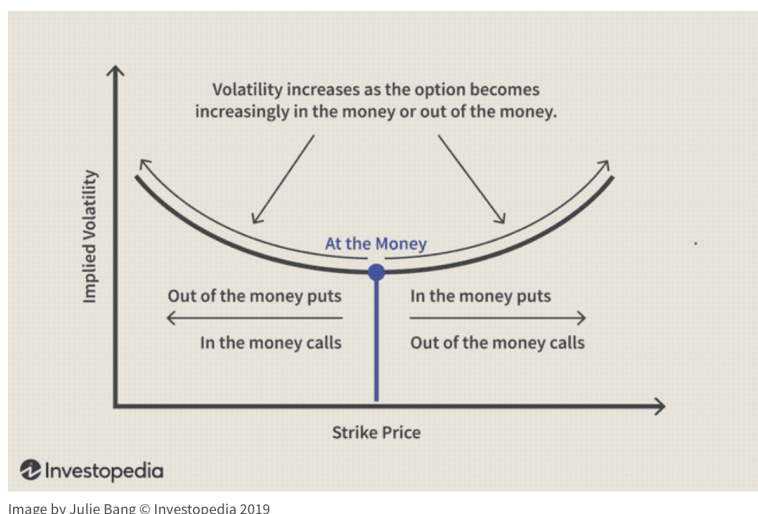 Volatility increases as the option becomes
increasingly in the money or out of the money.
Implied Volatility
At the Money
Out of the money puts
In the money puts
In the money calls
Out of the money calls
Strike Price
Investopedia
Image by Julie Bang © Investopedia 2019